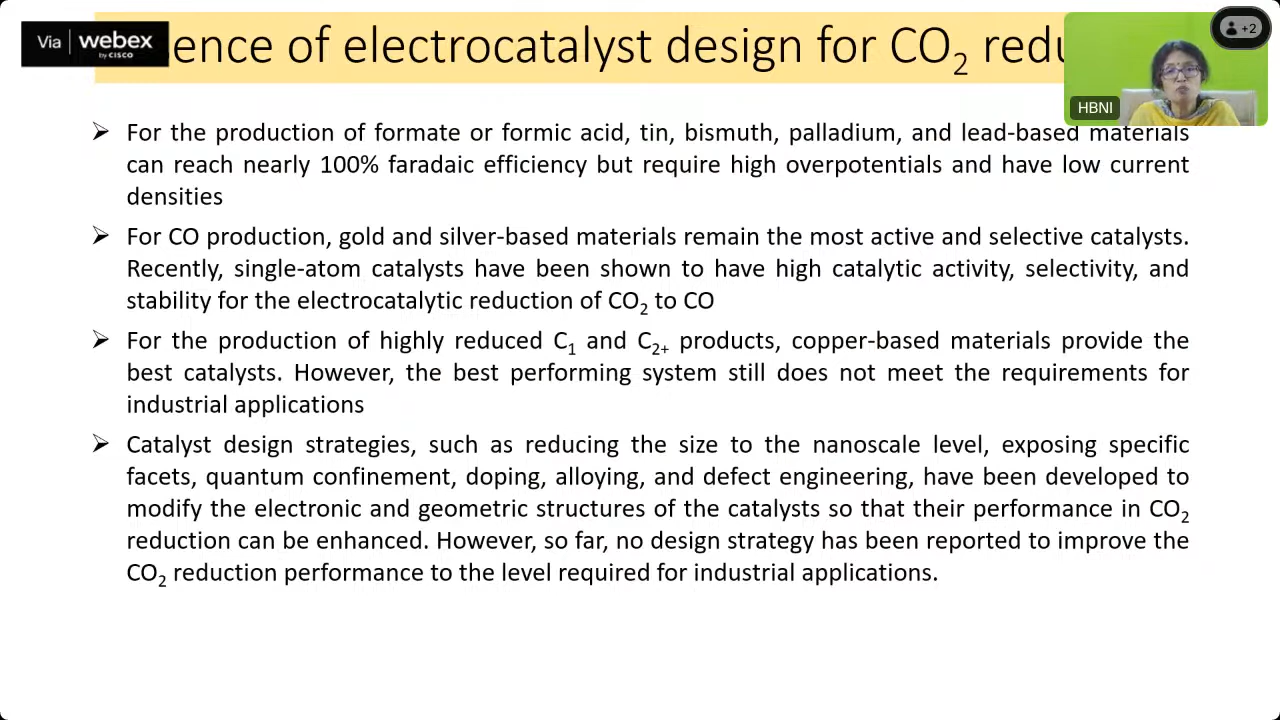 Via webex
by CISCO
ence of electrocatalyst design for CO₂ redu
+2
HBNI
➢ For the production of formate or formic acid, tin, bismuth, palladium, and lead-based materials
can reach nearly 100% faradaic efficiency but require high overpotentials and have low current
densities
➢ For CO production, gold and silver-based materials remain the most active and selective catalysts.
Recently, single-atom catalysts have been shown to have high catalytic activity, selectivity, and
stability for the electrocatalytic reduction of CO₂ to CO
➢ For the production of highly reduced C₁ and C₂₊ products, copper-based materials provide the
best catalysts. However, the best performing system still does not meet the requirements for
industrial applications
➢ Catalyst design strategies, such as reducing the size to the nanoscale level, exposing specific
facets, quantum confinement, doping, alloying, and defect engineering, have been developed to
modify the electronic and geometric structures of the catalysts so that their performance in CO₂
reduction can be enhanced. However, so far, no design strategy has been reported to improve the
CO₂ reduction performance to the level required for industrial applications.